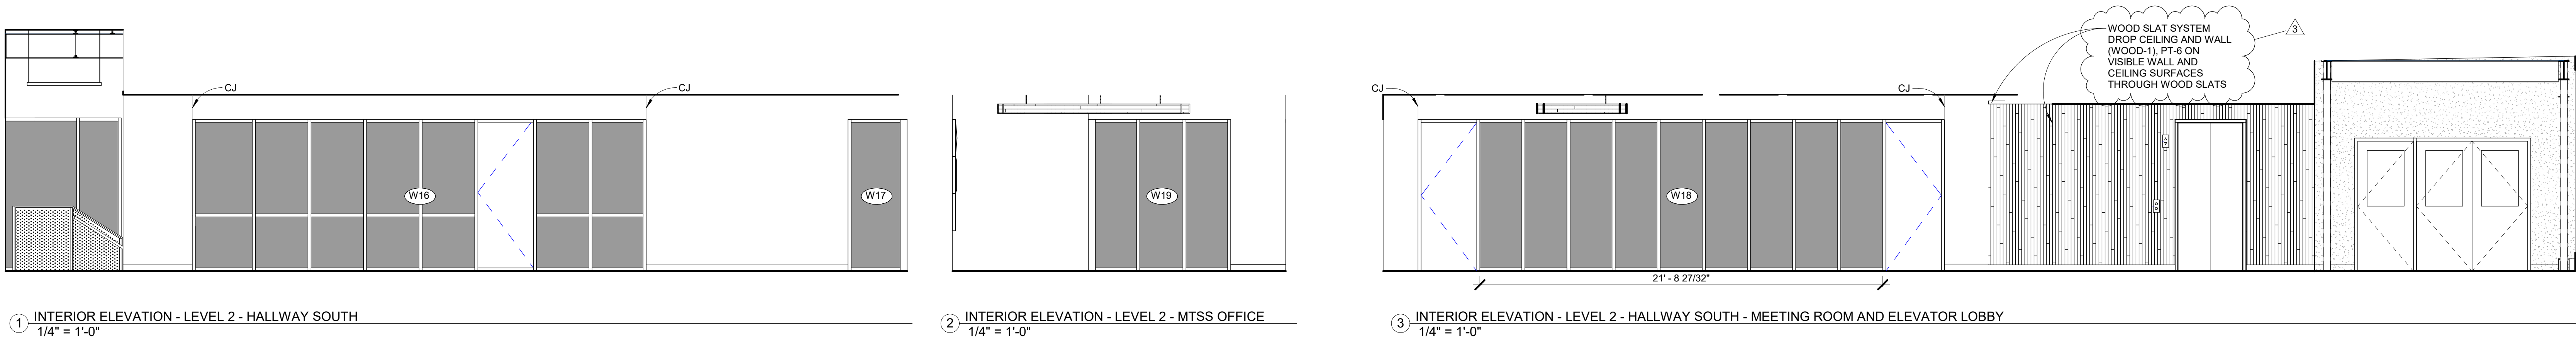 WOOD SLAT SYSTEM
DROP CEILING AND WALL
(WOOD-1), PT-6 ON
VISIBLE WALL AND
CEILING SURFACES
THROUGH WOOD SLATS
3
CJ
CJ
CJ
CJ
W16
W17
W19
W18
21' - 8 27/32"
1
INTERIOR ELEVATION - LEVEL 2 - HALLWAY SOUTH
1/4" = 1'-0"
2
INTERIOR ELEVATION - LEVEL 2 - MTSS OFFICE
1/4" = 1'-0"
3
INTERIOR ELEVATION - LEVEL 2 - HALLWAY SOUTH - MEETING ROOM AND ELEVATOR LOBBY
1/4" = 1'-0"